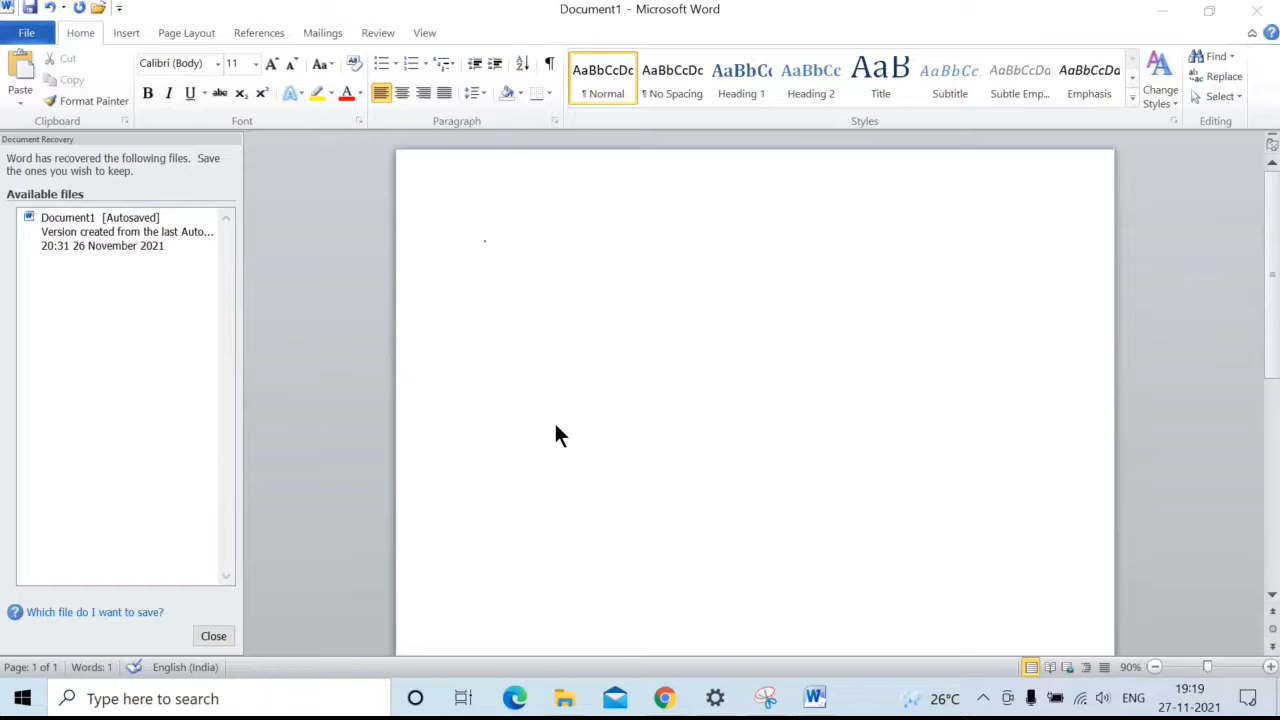 Document1 - Microsoft Word
File Home Insert Page Layout References Mailings Review View
Paste
Cut
Copy
Format Painter
Clipboard
Calibri (Body) 11
Font
Paragraph
AaBbCcDc AaBbCcDc AaBbCc AaBbCc AaB AaBbCc. AaBbCcDa AaBbCcDa
¶ Normal ¶ No Spacing Heading 1 Heading 2 Title Subtitle Subtle Emp... Emphasis
Styles
Change
Styles
Find
Replace
Select
Editing
Document Recovery
Word has recovered the following files. Save
the ones you wish to keep.
Available files
Document1 [Autosaved]
Version created from the last Auto...
20:31 26 November 2021
Which file do I want to save?
Close
Page: 1 of 1 Words: 1 English (India) 90%
Type here to search
26°C ENG
19:19
27-11-2021